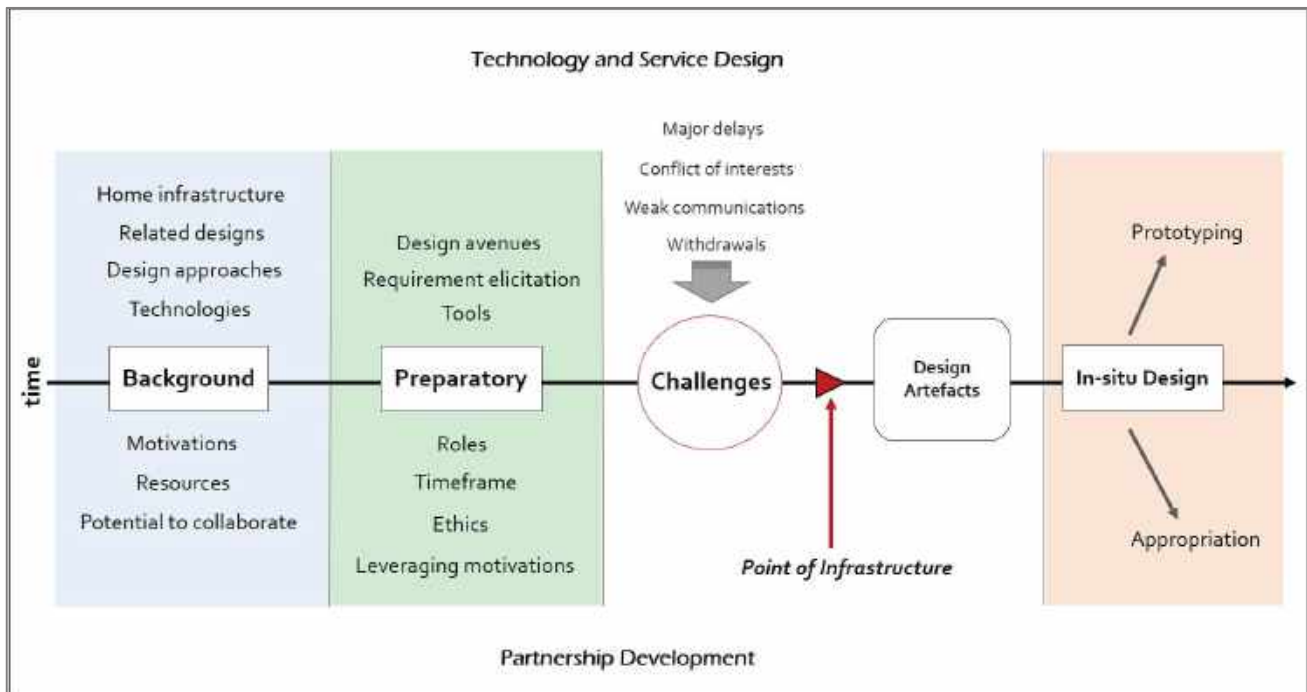 Technology and Service Design
Major delays
Conflict of interests
Weak communications
Withdrawals
Home infrastructure
Related designs
Design approaches
Technologies
Design avenues
Requirement elicitation
Tools
Prototyping
time
Background
Preparatory
Challenges
Design
Artefacts
In-situ Design
Motivations
Resources
Potential to collaborate
Roles
Timeframe
Ethics
Leveraging motivations
Point of Infrastructure
Appropriation
Partnership Development